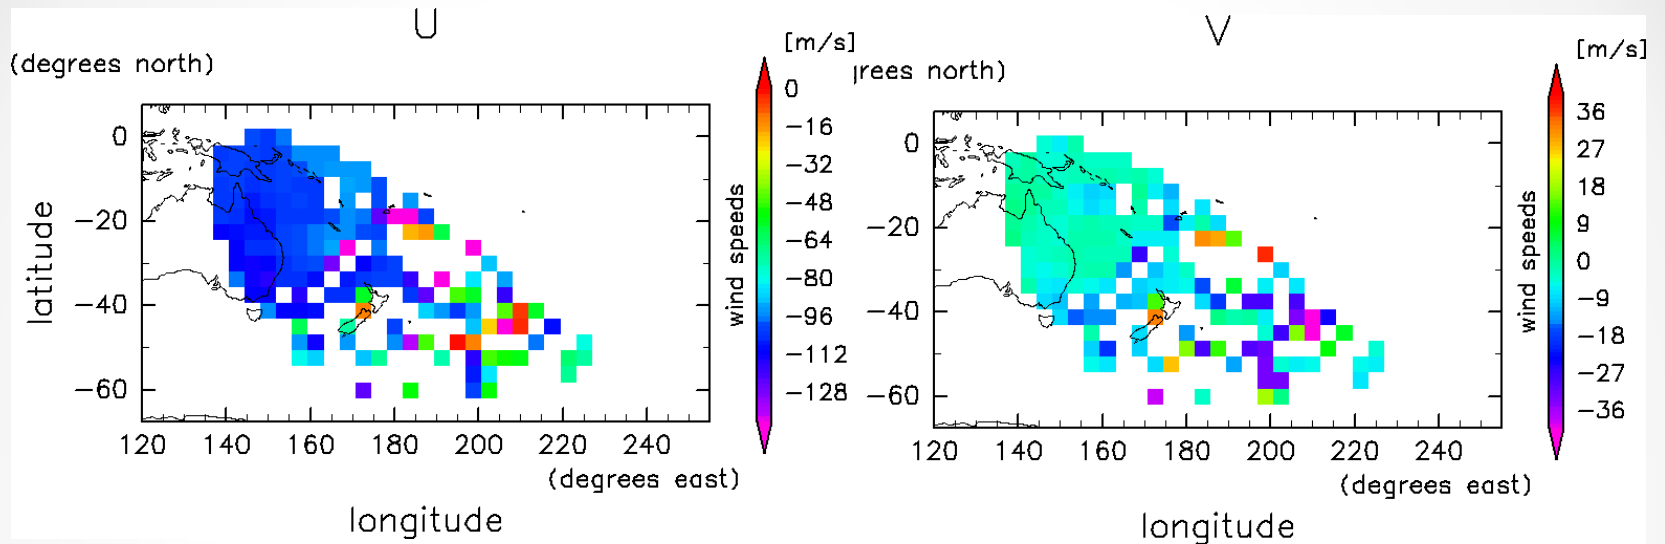 U
[m/s]
(degrees north)
0
−16
−32
−48
−64
−80
−96
−112
−128
wind speeds
0
−20
−40
−60
latitude
120 140 160 180 200 220 240
(degrees east)
longitude
V
[m/s]
rees north)
36
27
18
9
0
−9
−18
−27
−36
wind speeds
0
−20
−40
−60
120 140 160 180 200 220 240
(degrees east)
longitude